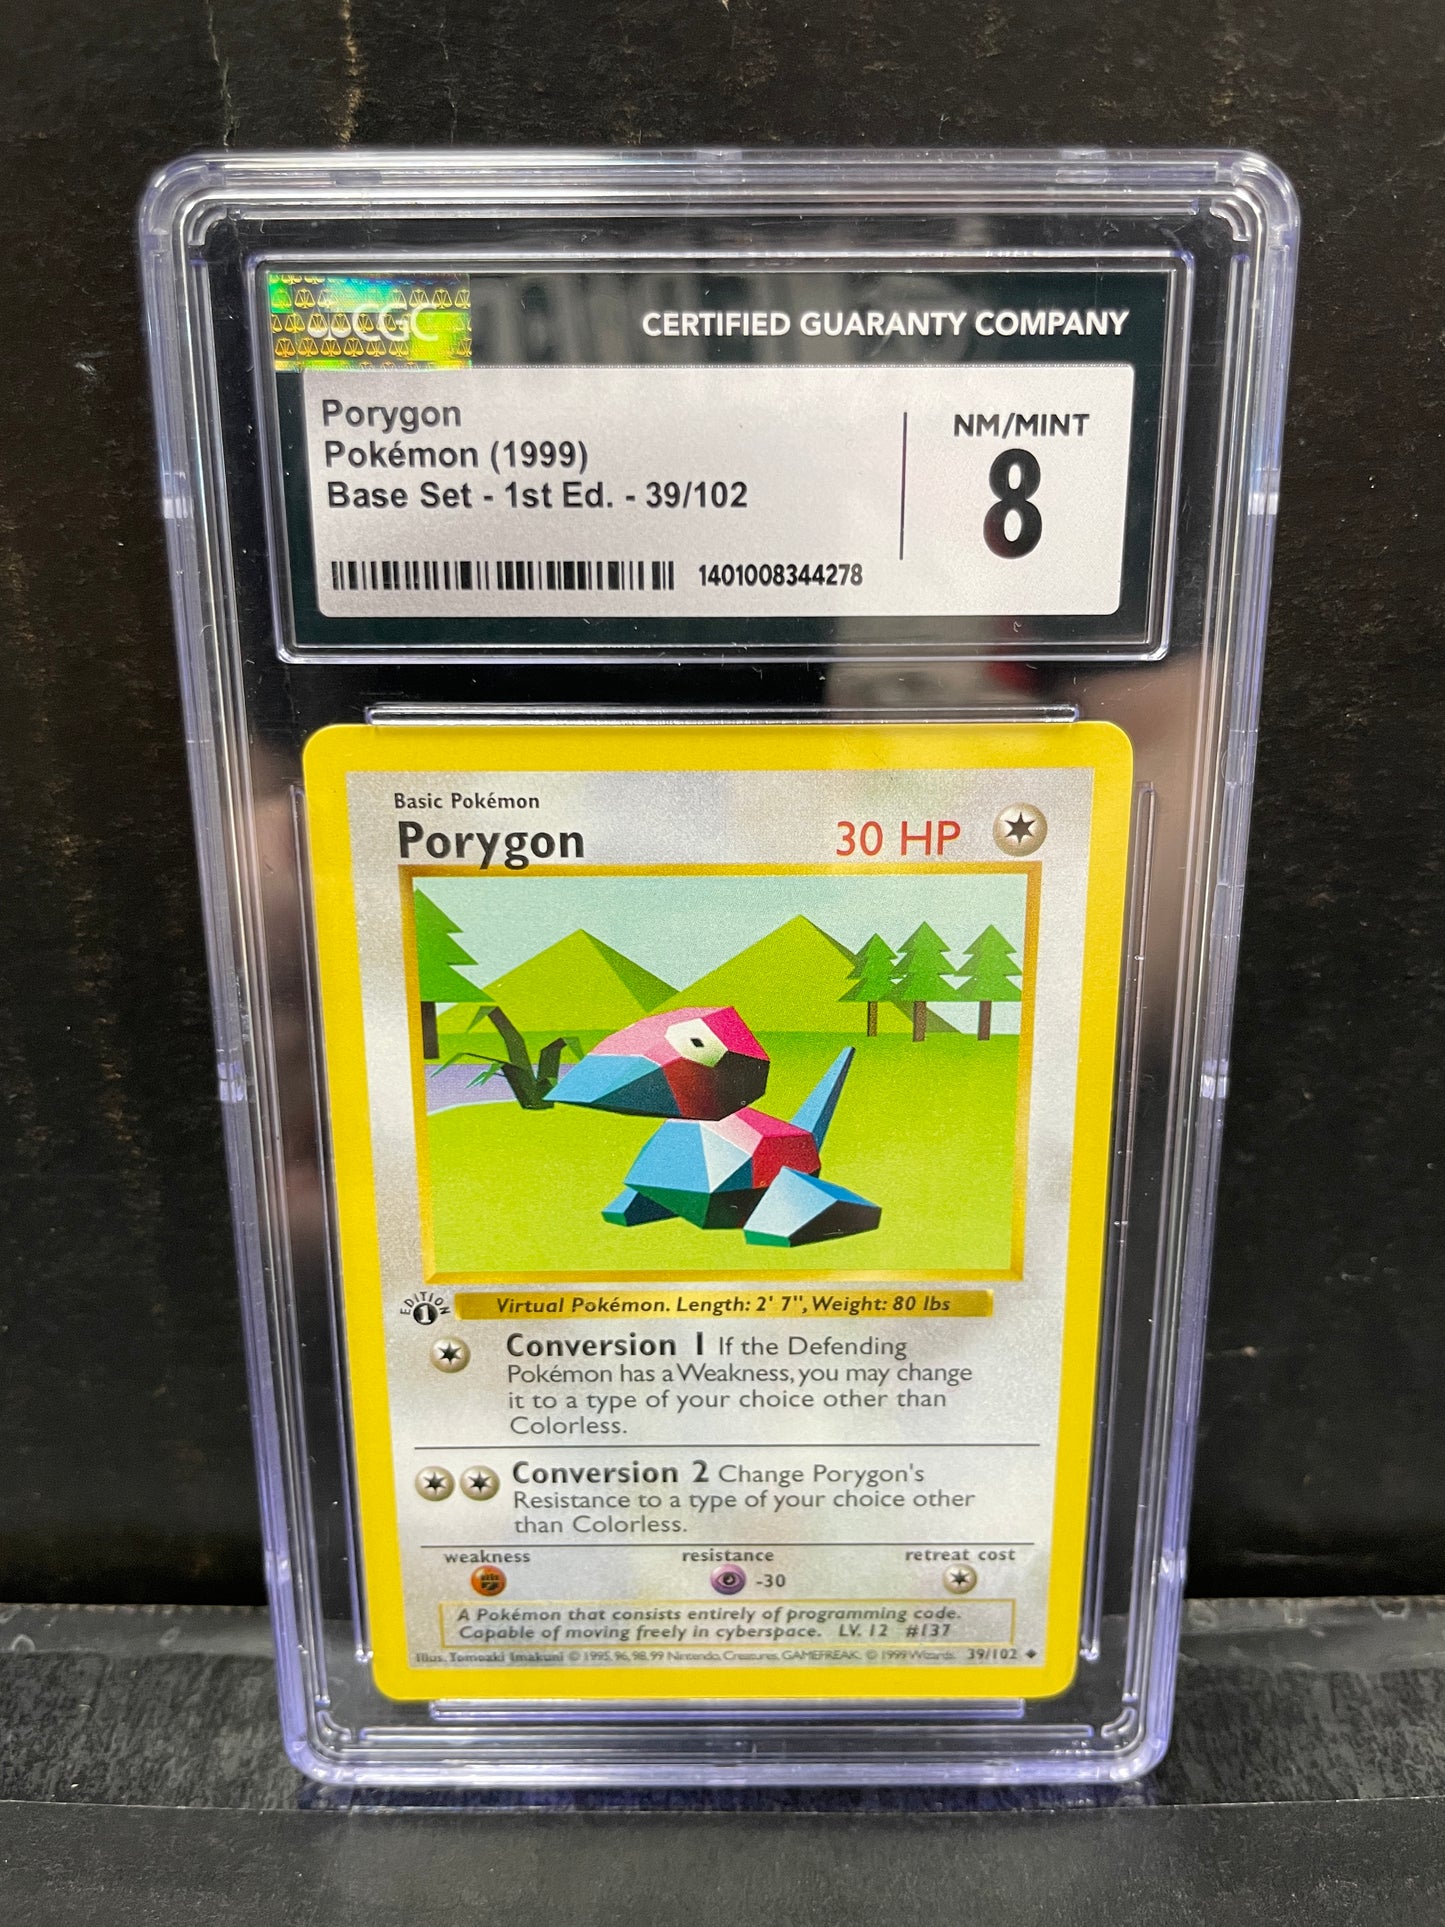 CGC
CERTIFIED GUARANTY COMPANY
Porygon
Pokémon (1999)
Base Set - 1st Ed. - 39/102
NM/MINT
8
1401008344278
Basic Pokémon
Porygon 30 HP
EDITION
1
Virtual Pokémon. Length: 2' 7", Weight: 80 lbs
Conversion 1 If the Defending
Pokémon has a Weakness, you may change
it to a type of your choice other than
Colorless.
Conversion 2 Change Porygon's
Resistance to a type of your choice other
than Colorless.
weakness resistance retreat cost
-30
A Pokémon that consists entirely of programming code.
Capable of moving freely in cyberspace. LV. 12 #137
Illus. Tomoaki Imakuni © 1995, 96, 98, 99 Nintendo, Creatures, GAMEFREAK. © 1999 Wizards. 39/102